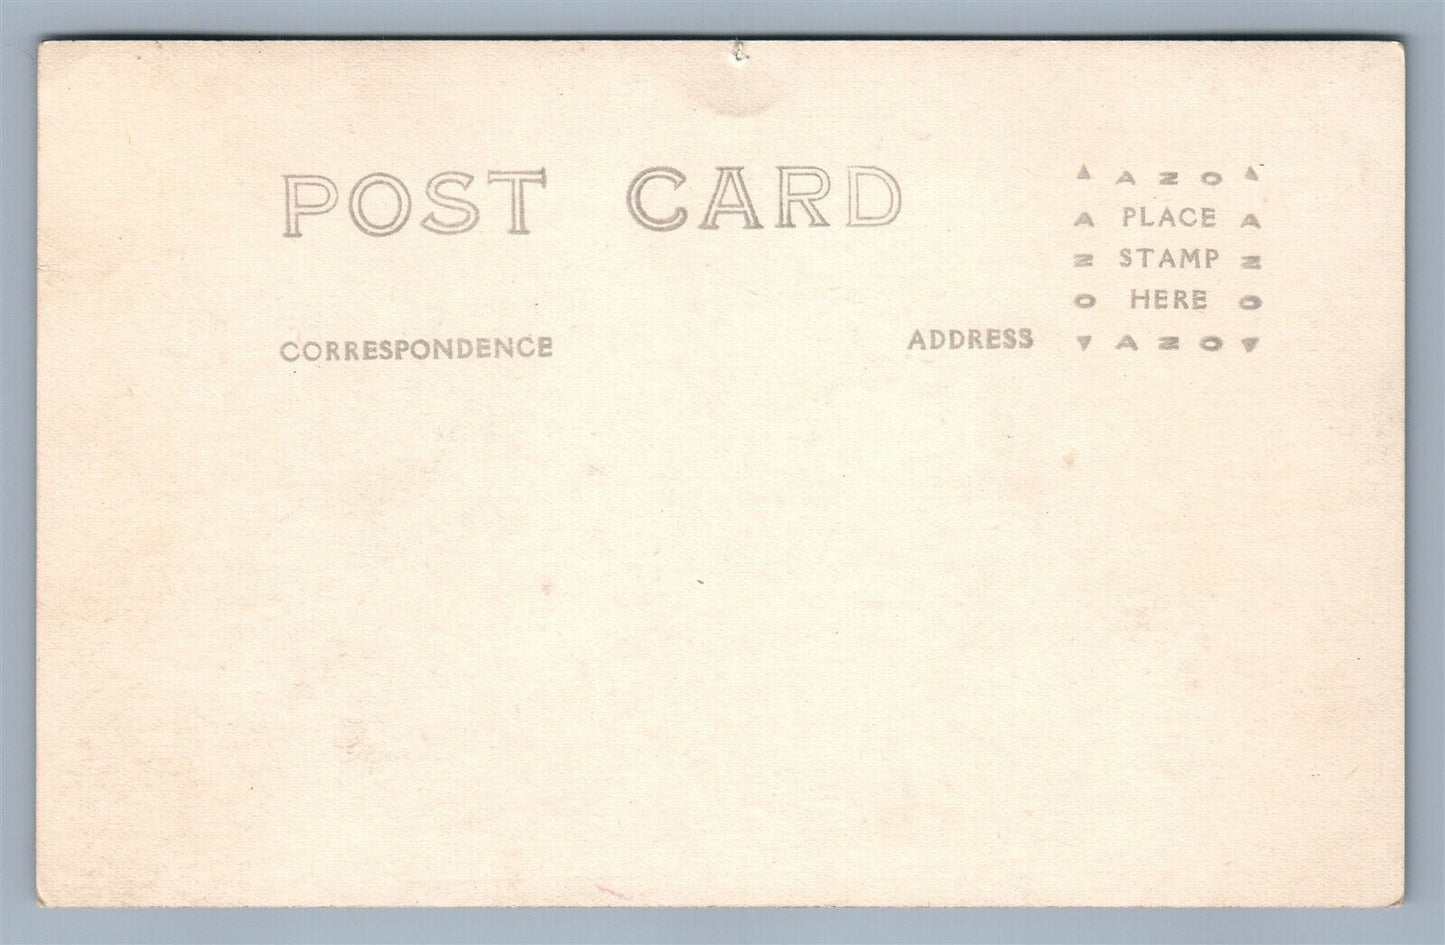 POST CARD
CORRESPONDENCE
ADDRESS
AZO
A PLACE A
Z STAMP Z
O HERE O
AZO